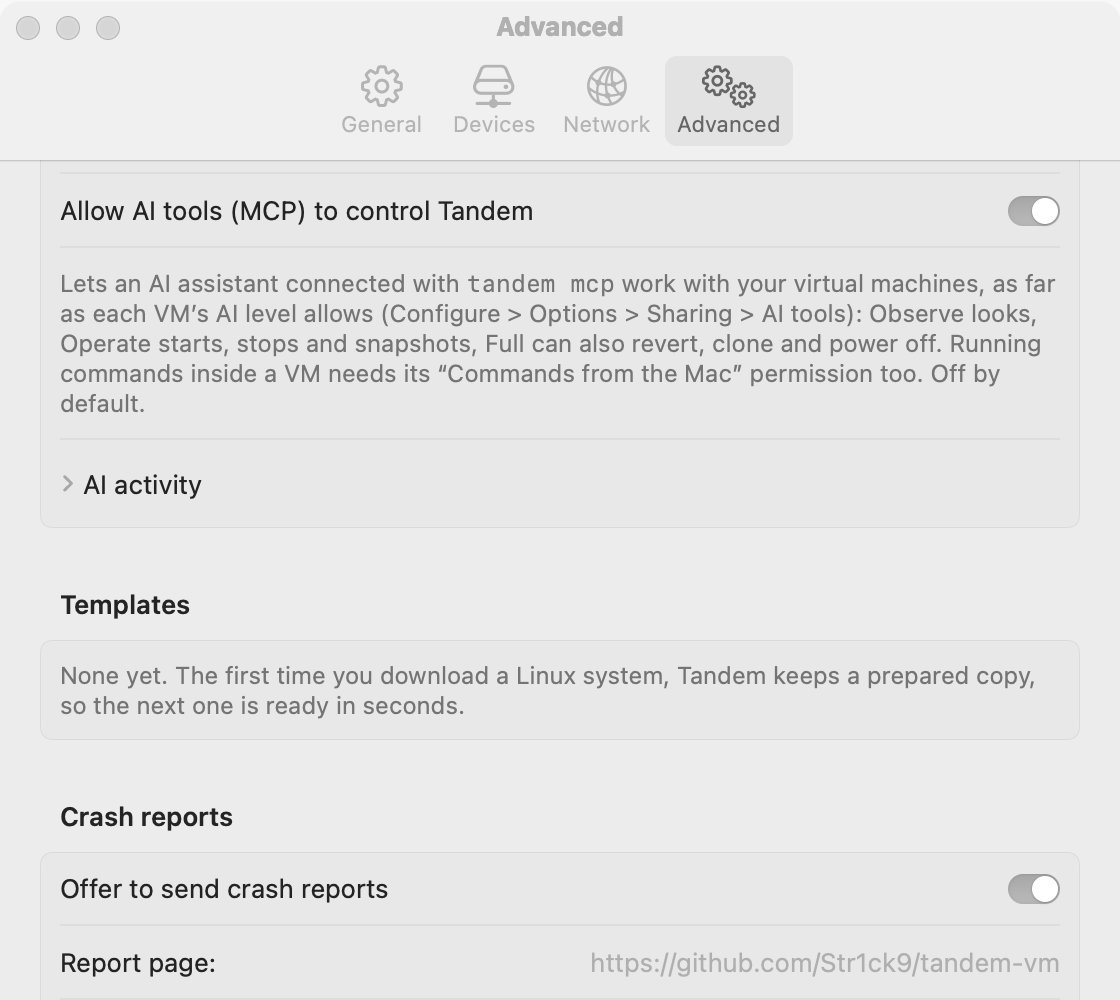 Advanced
General
Devices
Network
Advanced
Allow AI tools (MCP) to control Tandem
Lets an AI assistant connected with tandem mcp work with your virtual machines, as far
as each VM’s AI level allows (Configure > Options > Sharing > AI tools): Observe looks,
Operate starts, stops and snapshots, Full can also revert, clone and power off. Running
commands inside a VM needs its “Commands from the Mac” permission too. Off by
default.
AI activity
Templates
None yet. The first time you download a Linux system, Tandem keeps a prepared copy,
so the next one is ready in seconds.
Crash reports
Offer to send crash reports
Report page: https://github.com/Str1ck9/tandem-vm